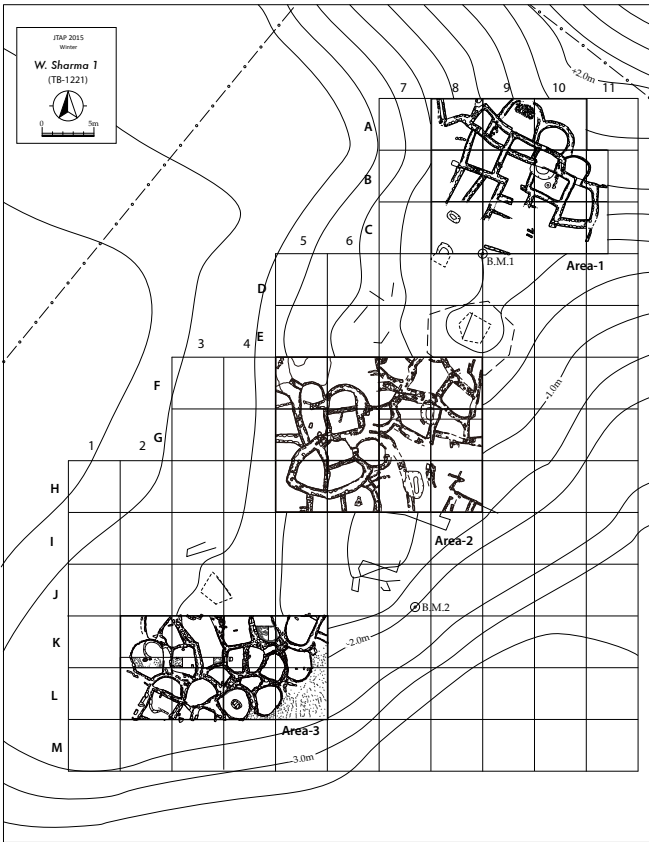 JTAP 2015
Winter
W. Sharma 1
(TB-1221)
0 5m
+2.0m
7 8 9 10 11
A
B
C
B.M.1
Area-1
5 6
D
E
3 4
F
-1.0m
G
1 2
H
I
Area-2
J
B.M.2
K
-2.0m
L
Area-3
M
-3.0m